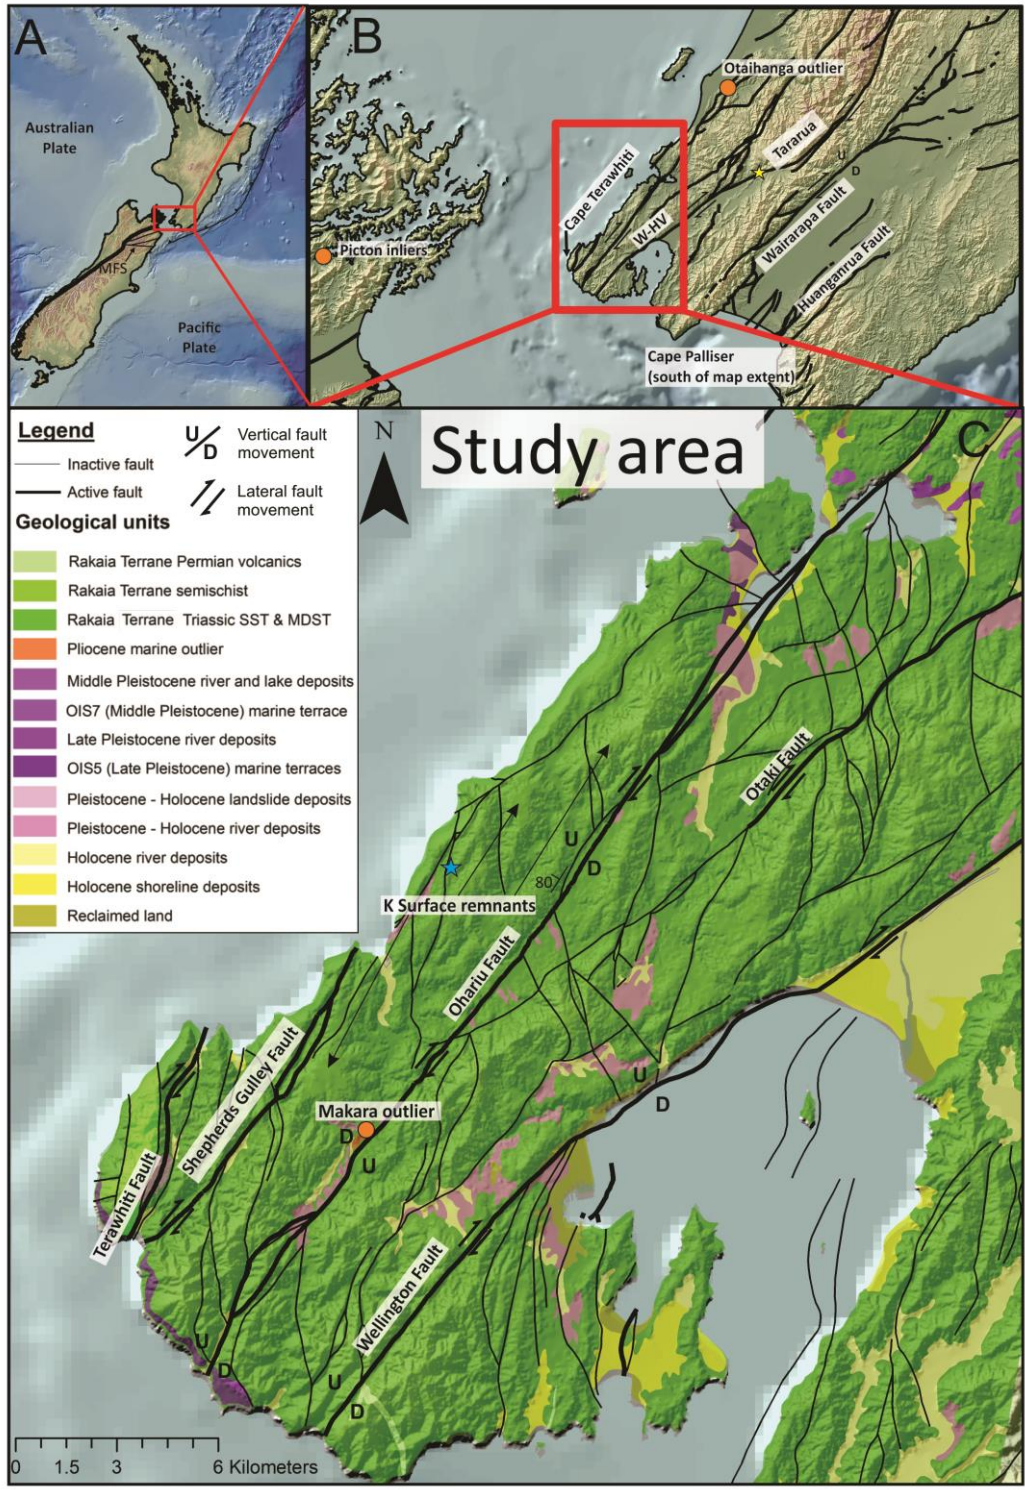 A
Australian
Plate
MFS
Pacific
Plate
B
Otaihanga outlier
Tararua
U
D
Cape Terawhiti
W-HV
Picton inliers
Wairarapa Fault
Huanganrua Fault
Cape Palliser
(south of map extent)
Legend
Inactive fault
Active fault
U
D
Vertical fault
movement
Lateral fault
movement
Geological units
Rakaia Terrane Permian volcanics
Rakaia Terrane semischist
Rakaia Terrane Triassic SST & MDST
Pliocene marine outlier
Middle Pleistocene river and lake deposits
OIS7 (Middle Pleistocene) marine terrace
Late Pleistocene river deposits
OIS5 (Late Pleistocene) marine terraces
Pleistocene - Holocene landslide deposits
Pleistocene - Holocene river deposits
Holocene river deposits
Holocene shoreline deposits
Reclaimed land
N
Study area
C
Otaki Fault
U
D
80
K Surface remnants
Ohariu Fault
Shepherds Gulley Fault
Makara outlier
D
U
U
D
Terawhiti Fault
Wellington Fault
U
D
U
D
0 1.5 3 6 Kilometers